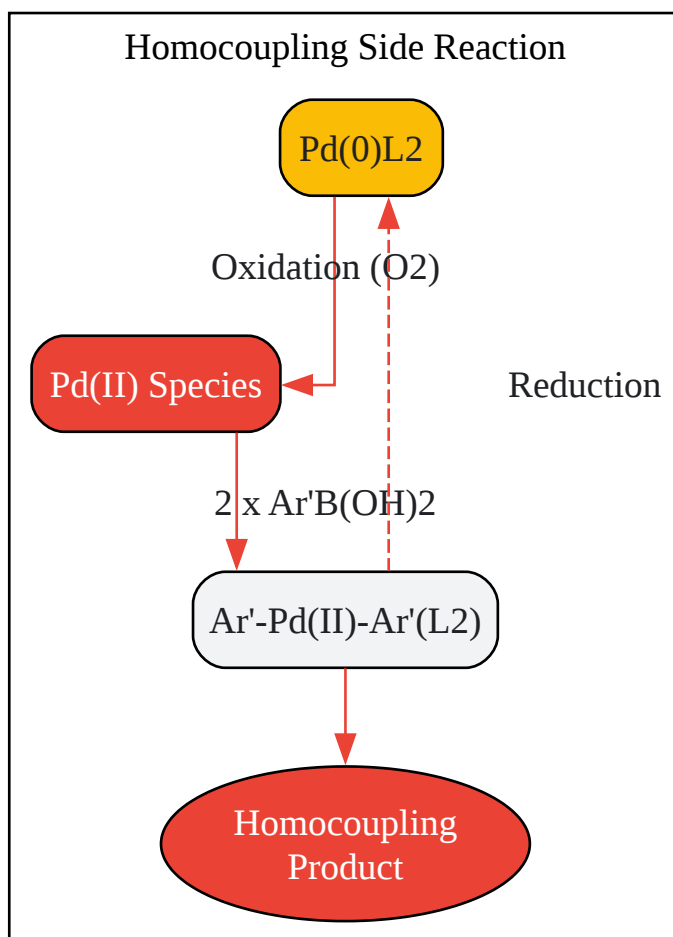 Homocoupling Side Reaction
Pd(0)L2
Oxidation (O2)
Pd(II) Species
Reduction
2 x Ar'B(OH)2
Ar'-Pd(II)-Ar'(L2)
Homocoupling
Product